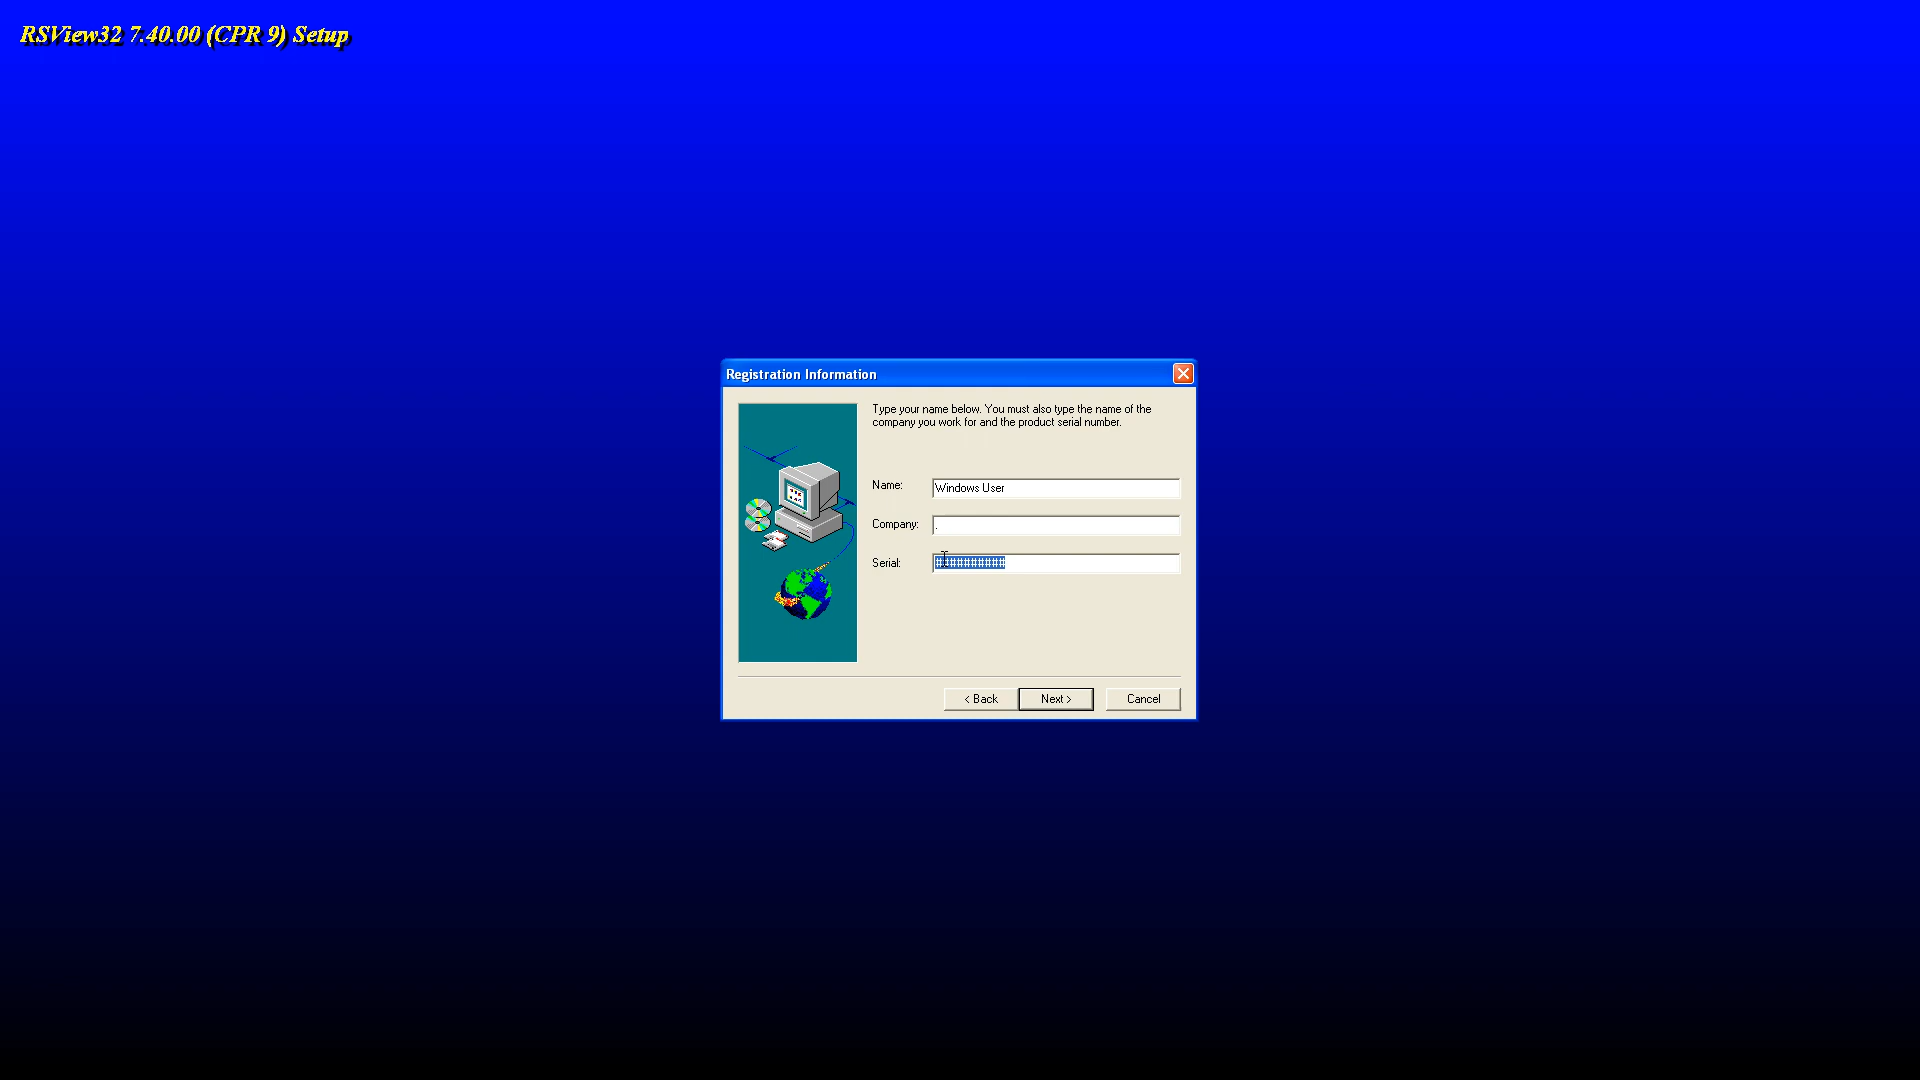 RSView32 7.40.00 (CPR 9) Setup
Registration Information
Type your name below. You must also type the name of the
company you work for and the product serial number.
Name:
Windows User
Company:
.
Serial:
< Back
Next >
Cancel